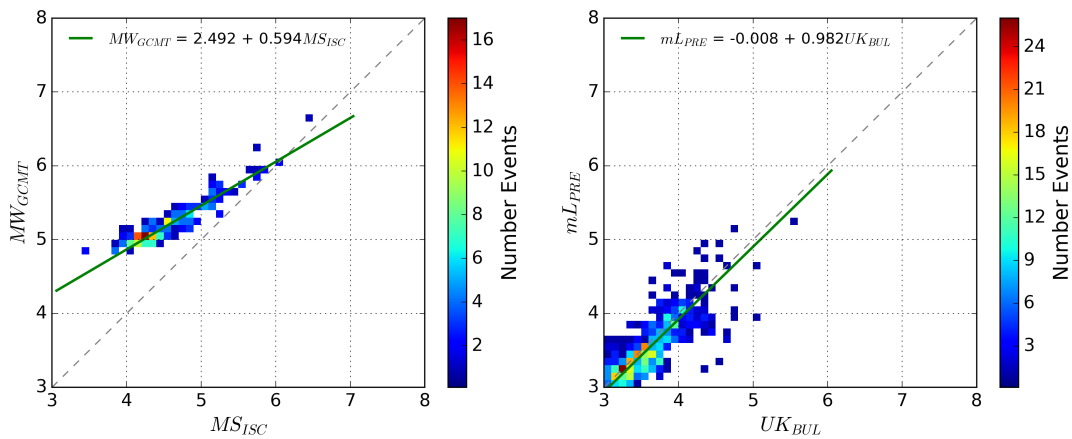 8
7
6
5
4
3
3 4 5 6 7 8
MW_GCMT
MS_ISC
MW_GCMT = 2.492 + 0.594MS_ISC
16
14
12
10
8
6
4
2
Number Events
8
7
6
5
4
3
3 4 5 6 7 8
mL_PRE
UK_BUL
mL_PRE = -0.008 + 0.982UK_BUL
24
21
18
15
12
9
6
3
Number Events